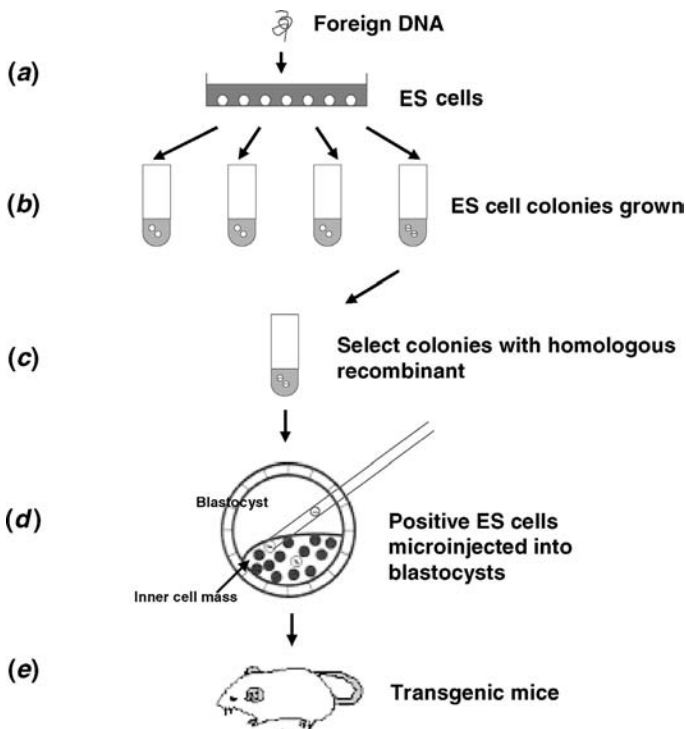 Foreign DNA
(a)
ES cells
(b)
ES cell colonies grown
(c)
Select colonies with homologous
recombinant
Blastocyst
(d)
Positive ES cells
microinjected into
blastocysts
Inner cell mass
(e)
Transgenic mice